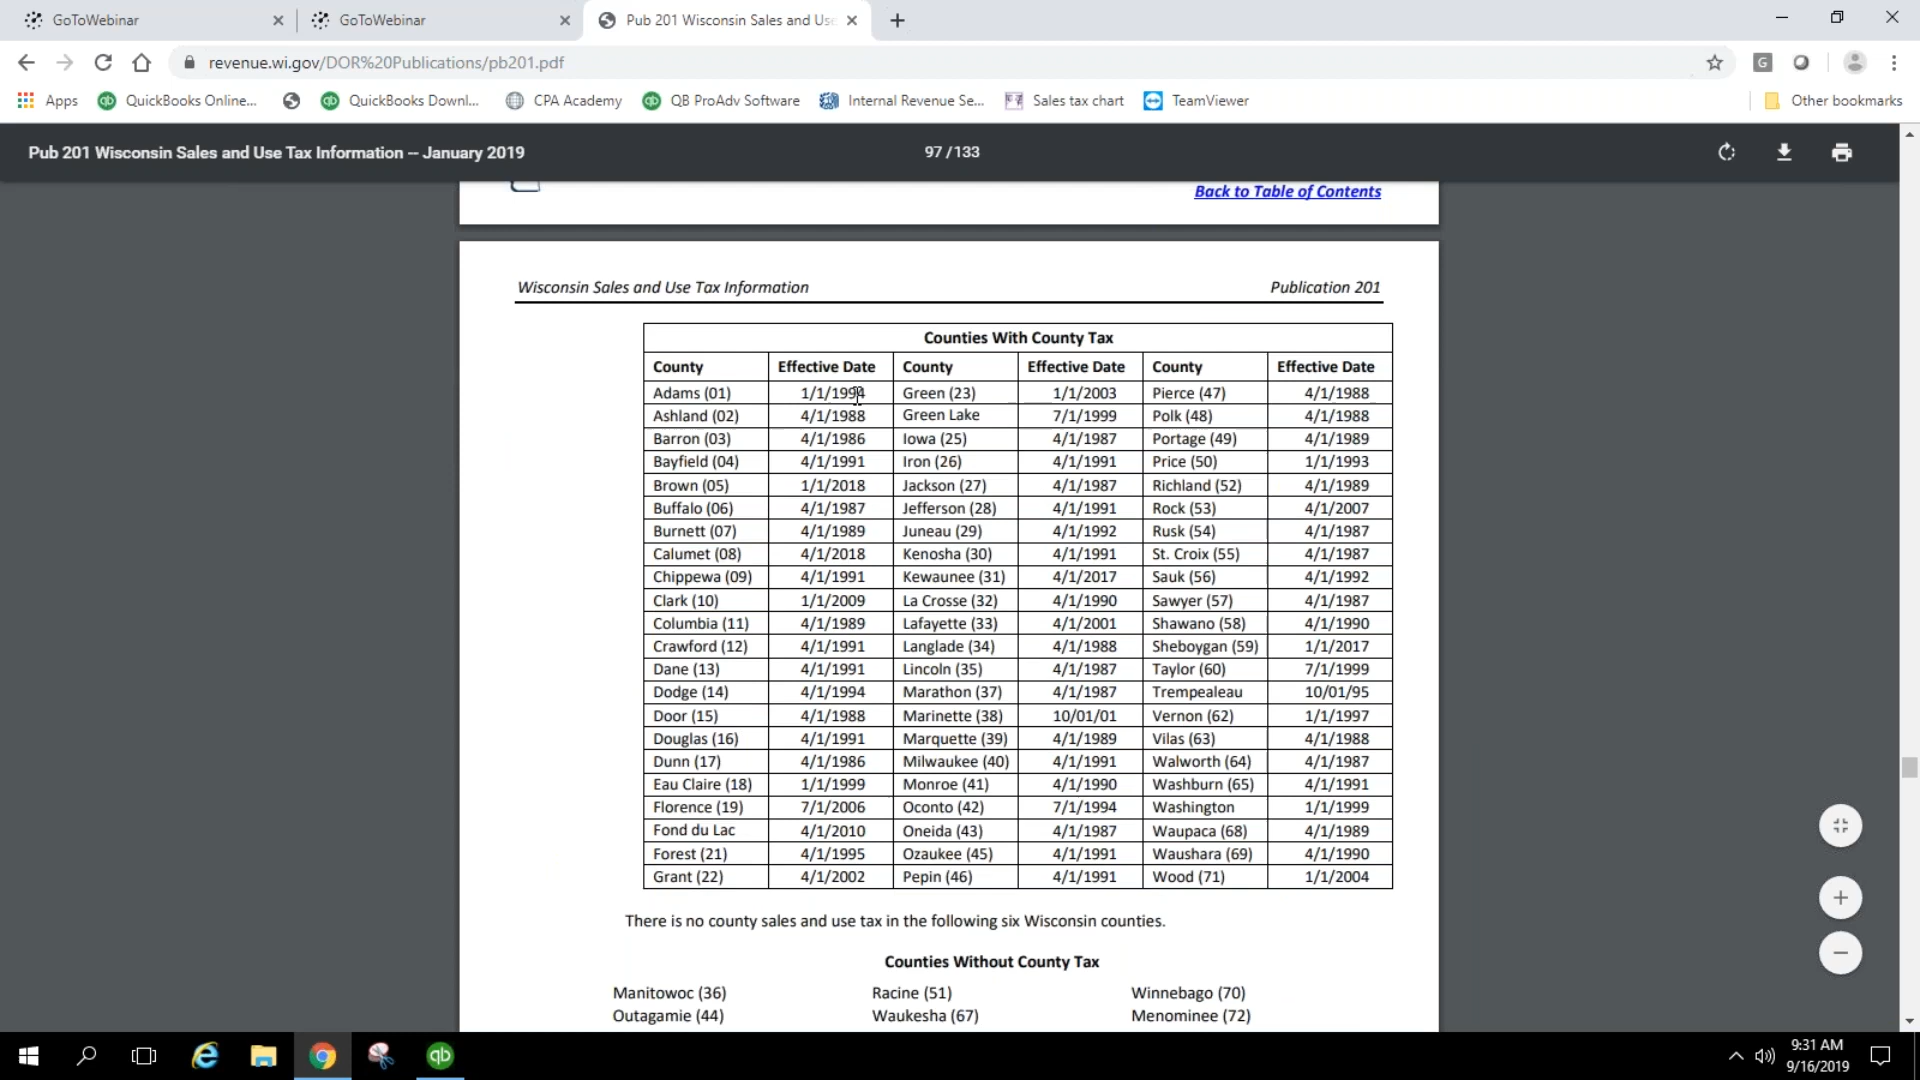 GoToWebinar
GoToWebinar
Pub 201 Wisconsin Sales and Use
revenue.wi.gov/DOR%20Publications/pb201.pdf
G
Apps
qb QuickBooks Online...
qb QuickBooks Downl...
CPA Academy
qb QB ProAdv Software
Internal Revenue Se...
Sales tax chart
TeamViewer
Other bookmarks
Pub 201 Wisconsin Sales and Use Tax Information -- January 2019
97 / 133
Back to Table of Contents
Wisconsin Sales and Use Tax Information Publication 201
Counties With County Tax
County Effective Date County Effective Date County Effective Date
Adams (01) 1/1/1994 Green (23) 1/1/2003 Pierce (47) 4/1/1988
Ashland (02) 4/1/1988 Green Lake 7/1/1999 Polk (48) 4/1/1988
Barron (03) 4/1/1986 Iowa (25) 4/1/1987 Portage (49) 4/1/1989
Bayfield (04) 4/1/1991 Iron (26) 4/1/1991 Price (50) 1/1/1993
Brown (05) 1/1/2018 Jackson (27) 4/1/1987 Richland (52) 4/1/1989
Buffalo (06) 4/1/1987 Jefferson (28) 4/1/1991 Rock (53) 4/1/2007
Burnett (07) 4/1/1989 Juneau (29) 4/1/1992 Rusk (54) 4/1/1987
Calumet (08) 4/1/2018 Kenosha (30) 4/1/1991 St. Croix (55) 4/1/1987
Chippewa (09) 4/1/1991 Kewaunee (31) 4/1/2017 Sauk (56) 4/1/1992
Clark (10) 1/1/2009 La Crosse (32) 4/1/1990 Sawyer (57) 4/1/1987
Columbia (11) 4/1/1989 Lafayette (33) 4/1/2001 Shawano (58) 4/1/1990
Crawford (12) 4/1/1991 Langlade (34) 4/1/1988 Sheboygan (59) 1/1/2017
Dane (13) 4/1/1991 Lincoln (35) 4/1/1987 Taylor (60) 7/1/1999
Dodge (14) 4/1/1994 Marathon (37) 4/1/1987 Trempealeau 10/01/95
Door (15) 4/1/1988 Marinette (38) 10/01/01 Vernon (62) 1/1/1997
Douglas (16) 4/1/1991 Marquette (39) 4/1/1989 Vilas (63) 4/1/1988
Dunn (17) 4/1/1986 Milwaukee (40) 4/1/1991 Walworth (64) 4/1/1987
Eau Claire (18) 1/1/1999 Monroe (41) 4/1/1990 Washburn (65) 4/1/1991
Florence (19) 7/1/2006 Oconto (42) 7/1/1994 Washington 1/1/1999
Fond du Lac 4/1/2010 Oneida (43) 4/1/1987 Waupaca (68) 4/1/1989
Forest (21) 4/1/1995 Ozaukee (45) 4/1/1991 Waushara (69) 4/1/1990
Grant (22) 4/1/2002 Pepin (46) 4/1/1991 Wood (71) 1/1/2004
There is no county sales and use tax in the following six Wisconsin counties.
Counties Without County Tax
Manitowoc (36) Racine (51) Winnebago (70)
Outagamie (44) Waukesha (67) Menominee (72)
qb
9:31 AM
9/16/2019